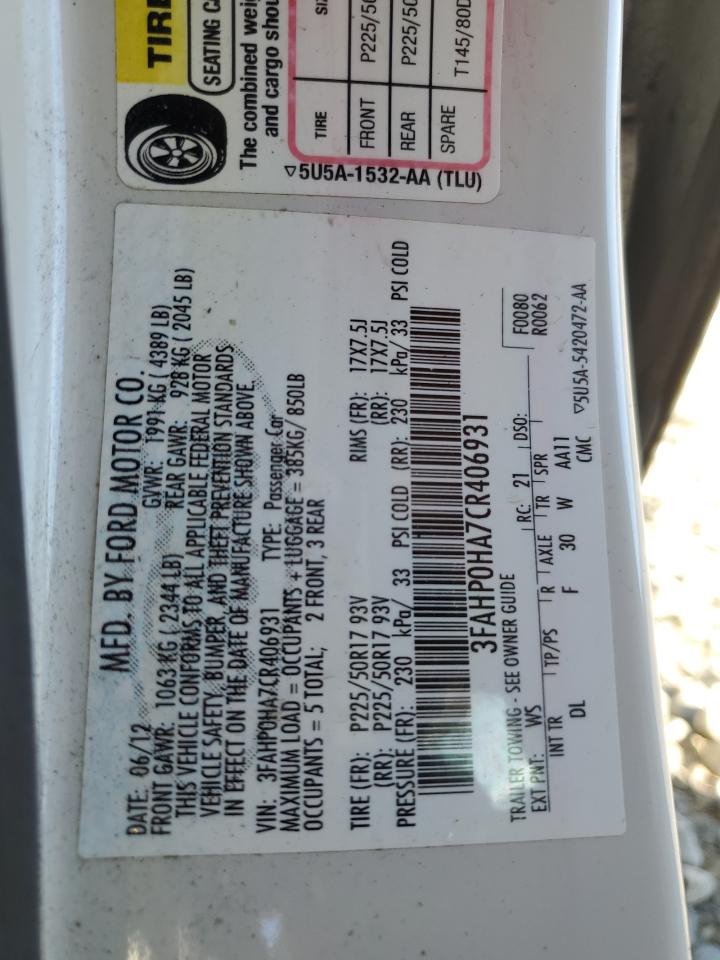 MFD. BY FORD MOTOR CO.
DATE: 06/12 GVWR: 1991 KG ( 4389 LB)
FRONT GAWR: 1063 KG ( 2344 LB) REAR GAWR: 928 KG ( 2045 LB)
THIS VEHICLE CONFORMS TO ALL APPLICABLE FEDERAL MOTOR
VEHICLE SAFETY, BUMPER, AND THEFT PREVENTION STANDARDS
IN EFFECT ON THE DATE OF MANUFACTURE SHOWN ABOVE.
VIN: 3FAHP0HA7CR406931 TYPE: Passenger Car
MAXIMUM LOAD = OCCUPANTS + LUGGAGE = 385KG/ 850LB
OCCUPANTS = 5 TOTAL; 2 FRONT, 3 REAR
TIRE (FR): P225/50R17 93V RIMS (FR): 17X7.5J
(RR): P225/50R17 93V (RR): 17X7.5J
PRESSURE (FR): 230 kPa/ 33 PSI COLD (RR): 230 kPa/ 33 PSI COLD
3FAHP0HA7CR406931
TRAILER TOWING - SEE OWNER GUIDE
EXT PNT: WS RC: 21 DSO: F0080
R0062
INT TR TP/PS R AXLE TR SPR
DL F 30 W AA11
CMC
▽5U5A-5420472-AA
TIRE
SEATING CA
The combined weig
and cargo shou
TIRE SIZ
FRONT P225/50
REAR P225/50
SPARE T145/80D
▽5U5A-1532-AA (TLU)